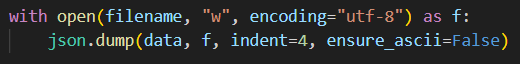 with open(filename, "w", encoding="utf-8") as f:
    json.dump(data, f, indent=4, ensure_ascii=False)